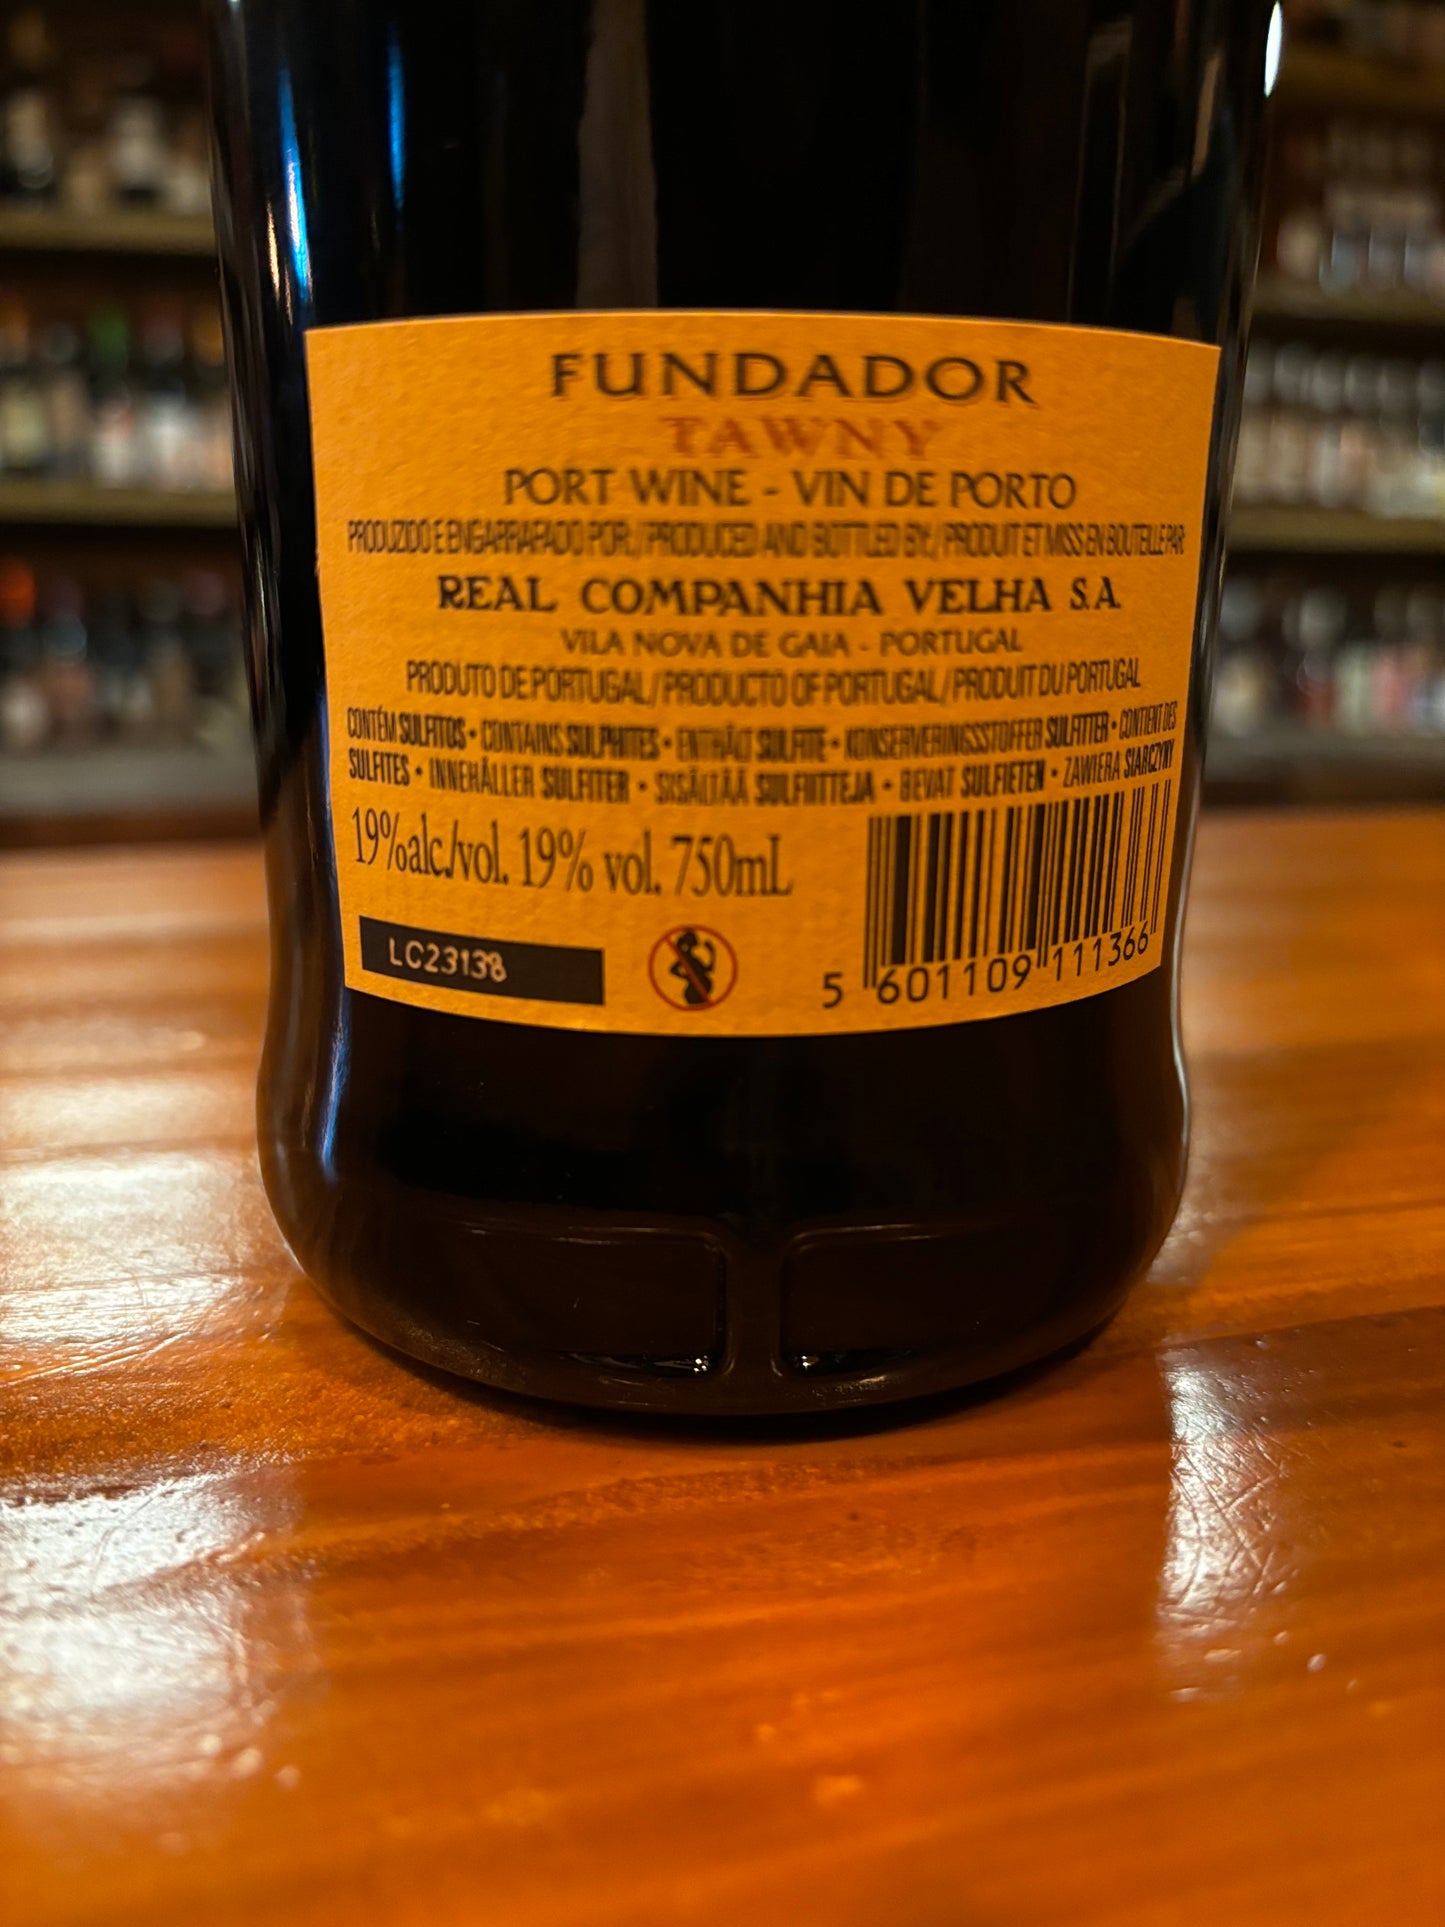 FUNDADOR
TAWNY
PORT WINE - VIN DE PORTO
PRODUZIDO E ENGARRAFADO POR:/PRODUCED AND BOTTLED BY:/PRODUIT ET MISS EN BOUTEILLE PAR:
REAL COMPANHIA VELHA S.A.
VILA NOVA DE GAIA - PORTUGAL
PRODUTO DE PORTUGAL/PRODUCTO OF PORTUGAL/PRODUIT DU PORTUGAL
CONTÉM SULFITOS • CONTAINS SULPHITES • ENTHÄLT SULFITE • KONSERVERINGSSTOFFER SULFITTER • CONTIENT DES
SULFITES • INNEHÅLLER SULFITER • SISÄLTÄÄ SULFIITTEJA • BEVAT SULFIETEN • ZAWIERA SIARCZYNY
19%alc./vol. 19% vol. 750mL
LC23138
5 601109 111366